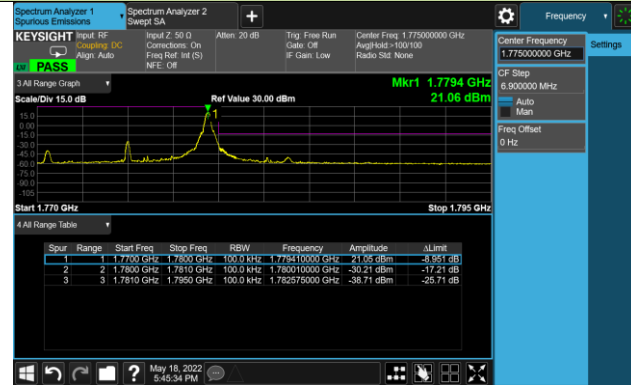 Spectrum Analyzer 1
Spurious Emissions
Spectrum Analyzer 2
Swept SA
Frequency
KEYSIGHT
Input: RF
Coupling: DC
Align: Auto
Input Z: 50 Ω
Corrections: On
Freq Ref: Int (S)
NFE: Off
Atten: 20 dB
Trig: Free Run
Gate: Off
IF Gain: Low
Center Freq: 1.775000000 GHz
Avg|Hold:>100/100
Radio Std: None
PASS
Center Frequency
1.775000000 GHz
Settings
CF Step
6.900000 MHz
Auto
Man
Freq Offset
0 Hz
3 All Range Graph
Mkr1 1.7794 GHz
Scale/Div 15.0 dB
Ref Value 30.00 dBm
21.06 dBm
1
15.0
0.00
-15.0
-30.0
-45.0
-60.0
-75.0
-90.0
-105
Start 1.770 GHz
Stop 1.795 GHz
4 All Range Table
Spur Range Start Freq Stop Freq RBW Frequency Amplitude ΔLimit
1 1 1.7700 GHz 1.7800 GHz 100.0 kHz 1.779410000 GHz 21.05 dBm -8.951 dB
2 2 1.7800 GHz 1.7810 GHz 100.0 kHz 1.780010000 GHz -30.21 dBm -17.21 dB
3 3 1.7810 GHz 1.7950 GHz 100.0 kHz 1.782575000 GHz -38.71 dBm -25.71 dB
May 18, 2022
5:45:34 PM